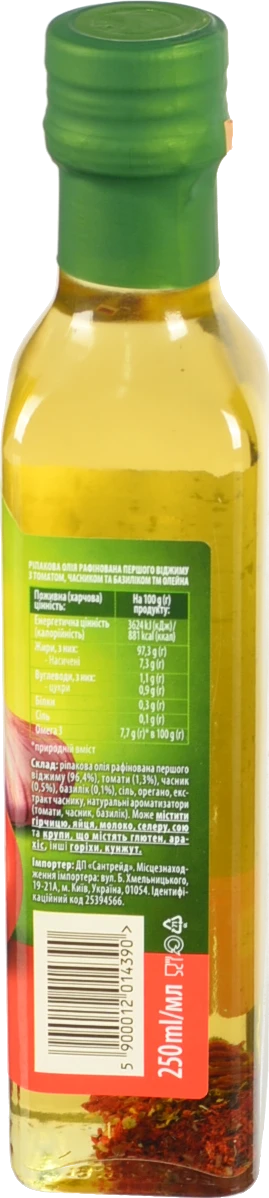 РІПАКОВА ОЛІЯ РАФІНОВАНА ПЕРШОГО ВІДЖИМУ
З ТОМАТОМ, ЧАСНИКОМ ТА БАЗИЛІКОМ ТМ ОЛЕЙНА
Поживна (харчова) цінність: На 100 g (г) продукту:
Енергетична цінність (калорійність) 3624 kJ (кДж)/ 881 kcal (ккал)
Жири, з них: 97,3 g (г)
- Насичені 7,3 g (г)
Вуглеводи, з них: 1,1 g (г)
- цукри 0,9 g (г)
Білки 0,3 g (г)
Сіль 0,1 g (г)
Омега 3 7,7 g (г)* в 100 g (г)
* природній вміст
Склад: ріпакова олія рафінована першого
віджиму (96,4%), томати (1,3%), часник
(0,5%), базилік (0,1%), сіль, орегано, екс-
тракт часнику, натуральні ароматизатори
(томати, часник, базилік). Може містити
гірчицю, яйця, молоко, селеру, сою
та крупи, що містять глютен, ара-
хіс, інші горіхи, кунжут.
Імпортер: ДП «Сантрейд». Місцезнаход-
ження імпортера: вул. Б. Хмельницького,
19-21А, м. Київ, Україна, 01054. Ідентифі-
каційний код 25394566.
5 900012 014390 >
250 ml/мл